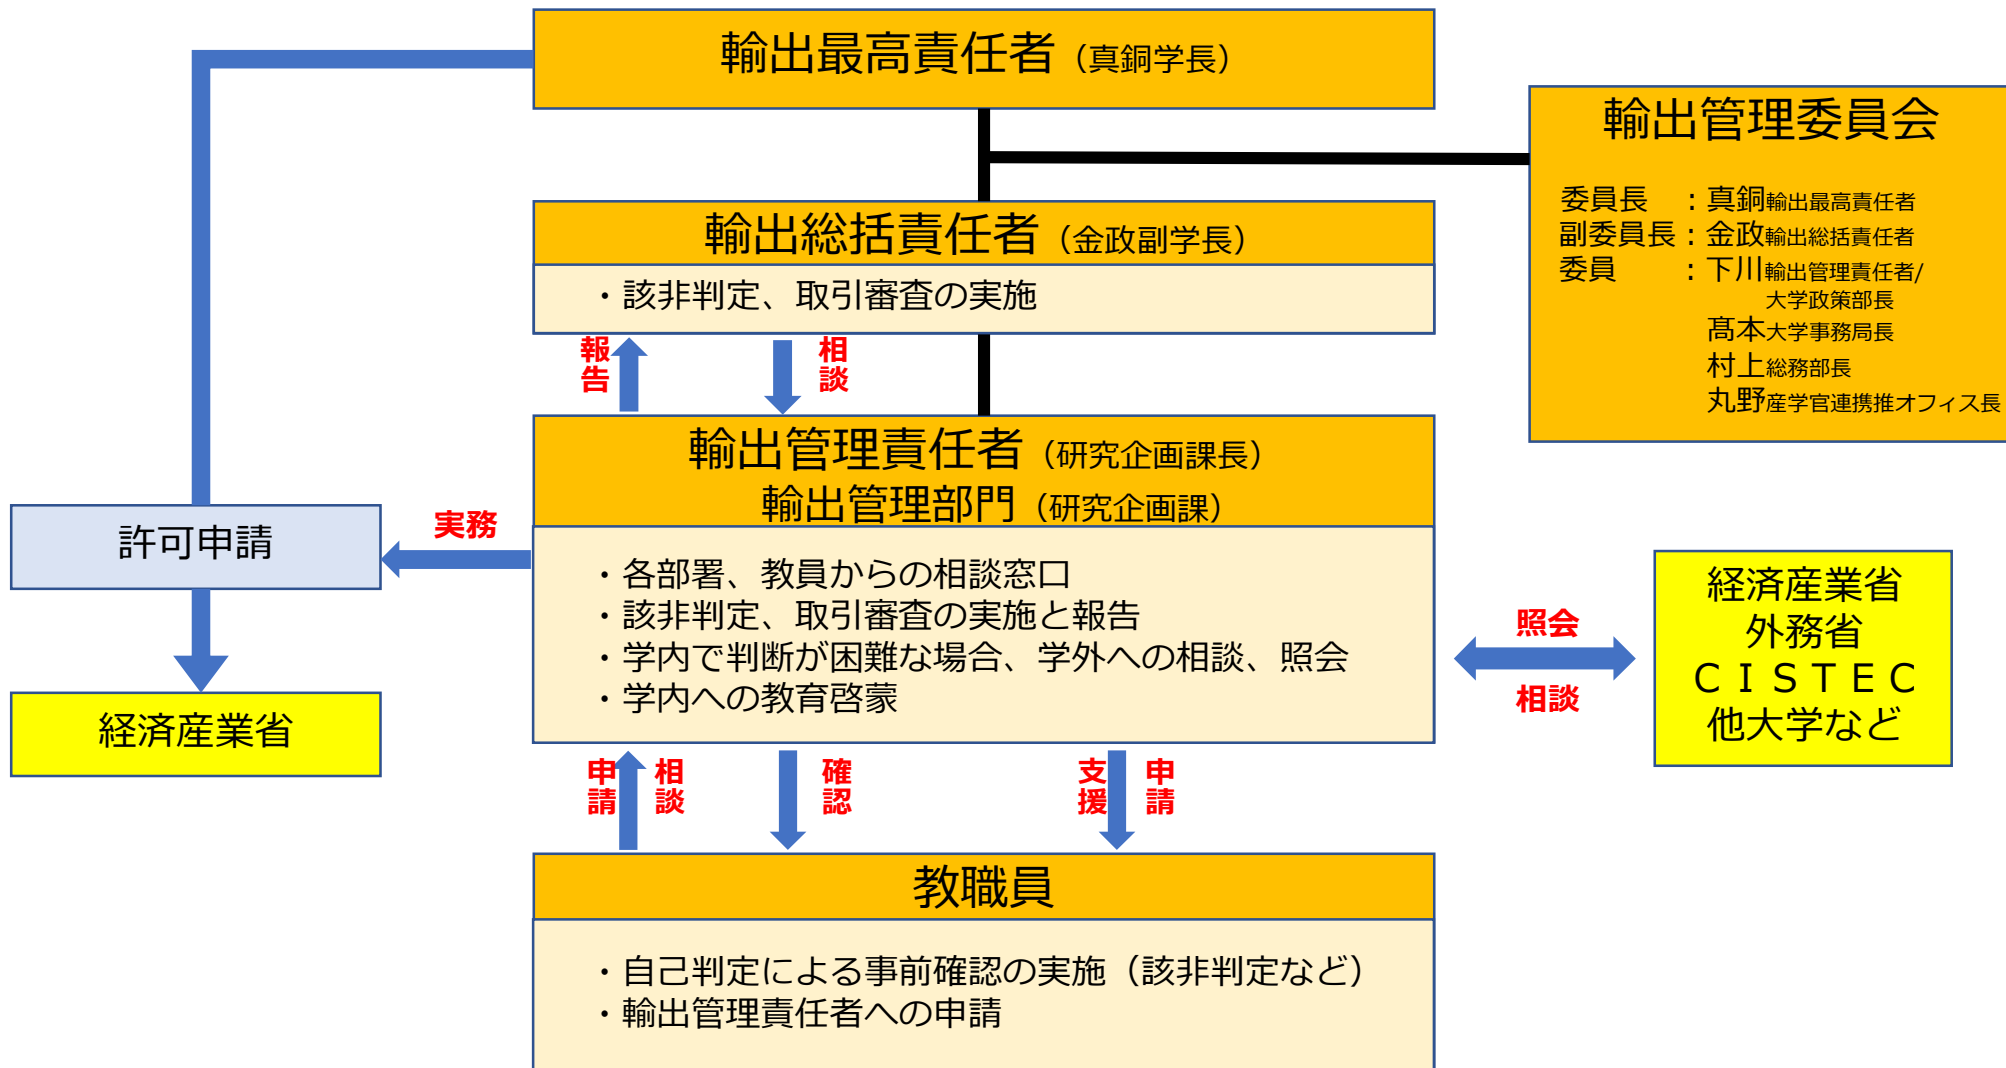 輸出最高責任者（真銅学長）
輸出管理委員会
委員長　：真銅輸出最高責任者
副委員長：金政輸出総括責任者
委員　　：下川輸出管理責任者/
大学政策部長
髙本大学事務局長
村上総務部長
丸野産学官連携推オフィス長
輸出総括責任者（金政副学長）
・該非判定、取引審査の実施
報告
相談
輸出管理責任者（研究企画課長）
輸出管理部門（研究企画課）
・各部署、教員からの相談窓口
・該非判定、取引審査の実施と報告
・学内で判断が困難な場合、学外への相談、照会
・学内への教育啓蒙
実務
許可申請
経済産業省
照会
相談
経済産業省
外務省
ＣＩＳＴＥＣ
他大学など
申請
相談
確認
支援
申請
教職員
・自己判定による事前確認の実施（該非判定など）
・輸出管理責任者への申請